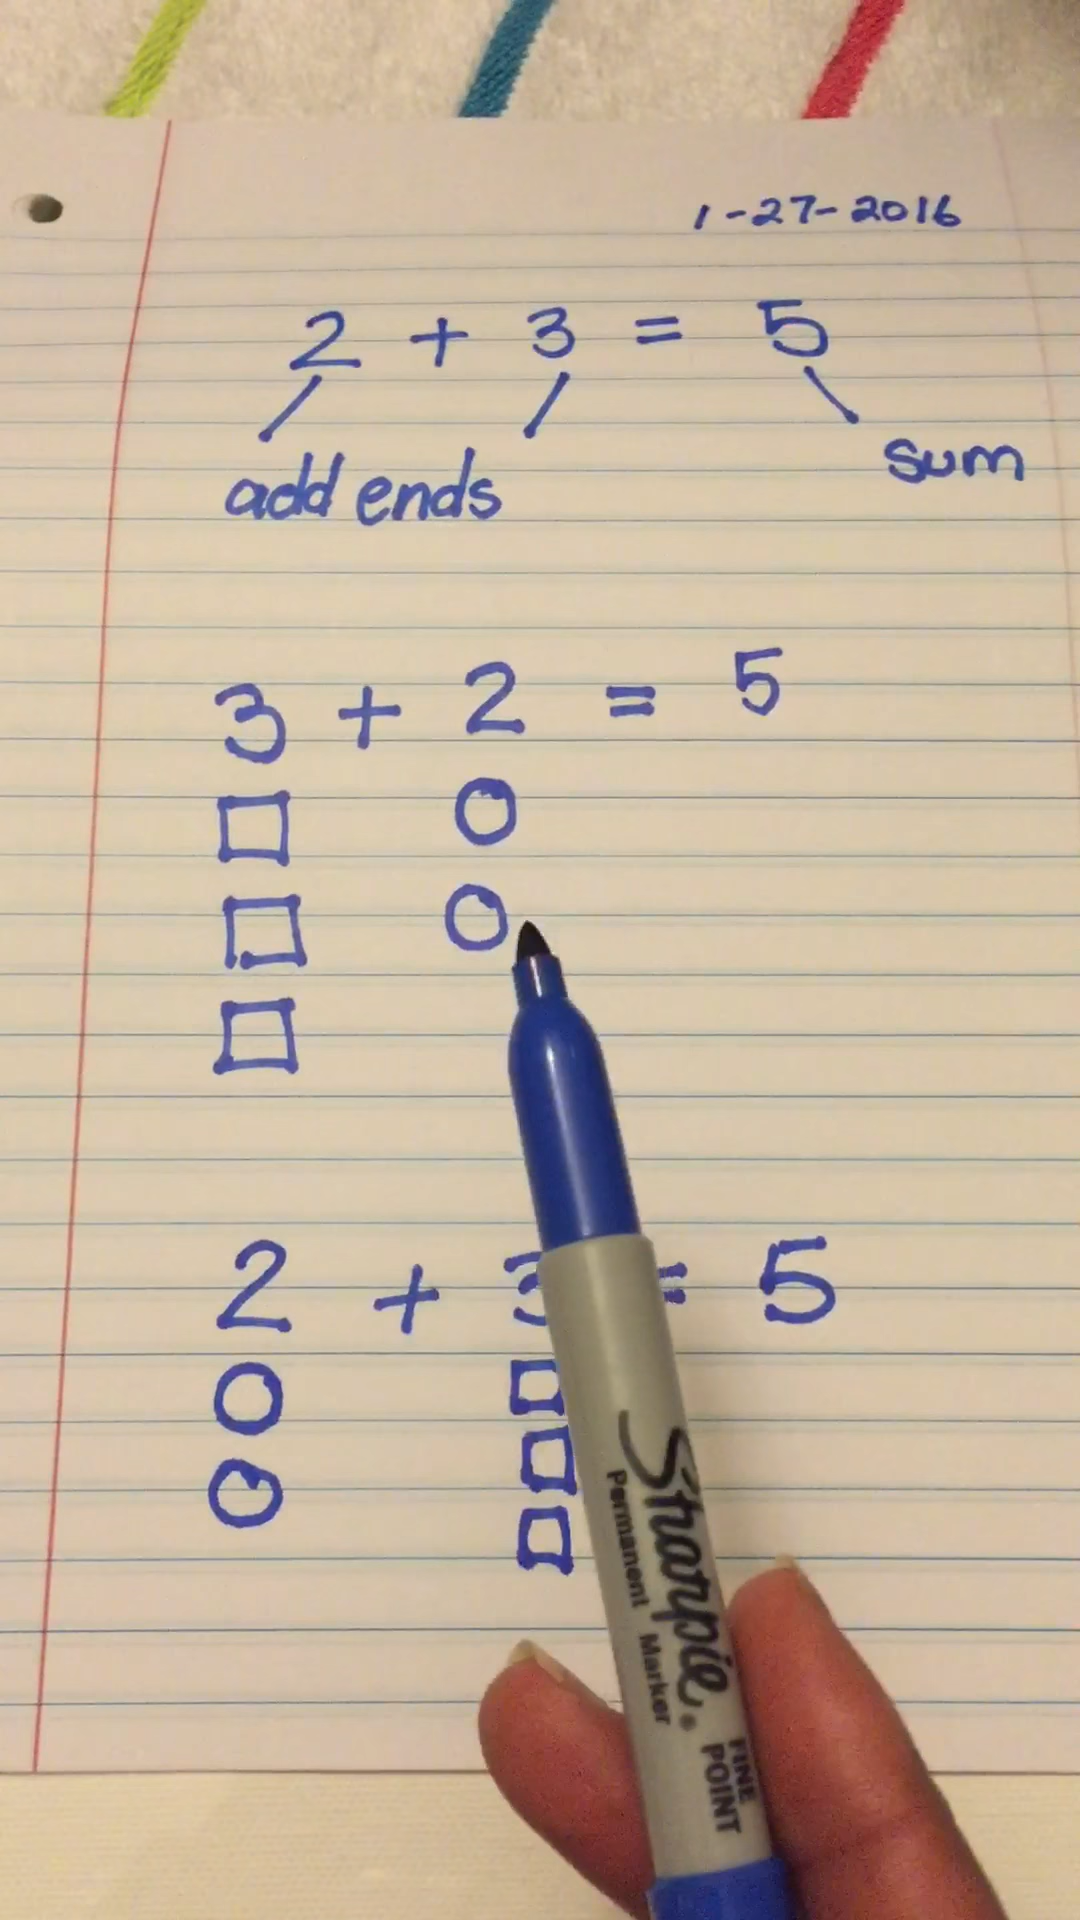 1-27-2016
2 + 3 = 5
add ends
sum
3 + 2 = 5
2 + 3 = 5
Sharpie®
Permanent Marker
FINE
POINT